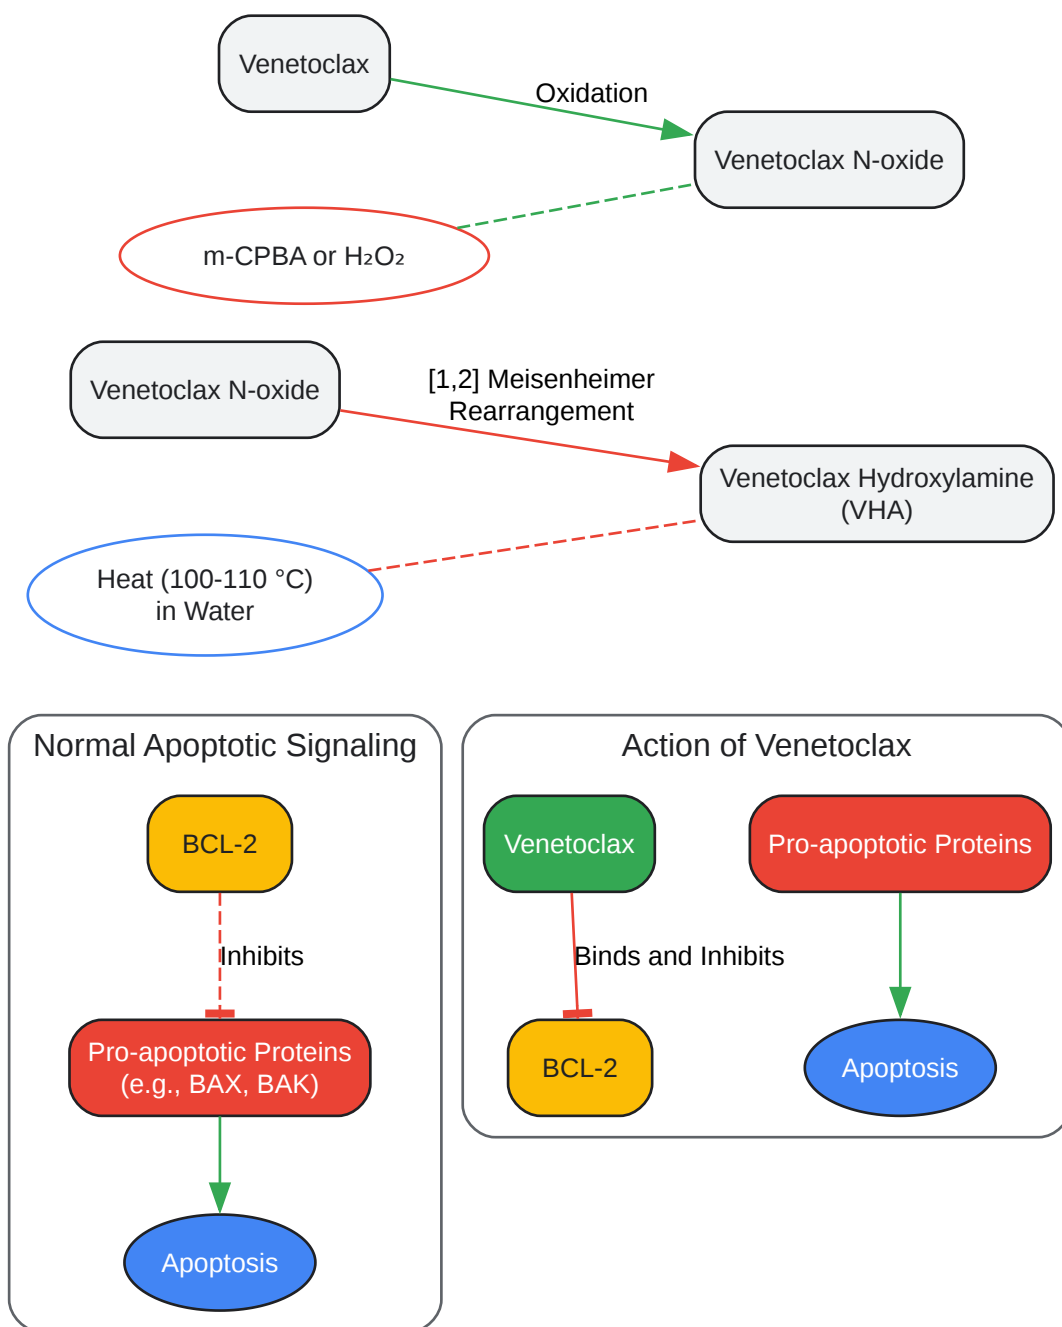 Venetoclax
Oxidation
Venetoclax N-oxide
m-CPBA or H₂O₂
Venetoclax N-oxide
[1,2] Meisenheimer
Rearrangement
Venetoclax Hydroxylamine
(VHA)
Heat (100-110 °C)
in Water
Normal Apoptotic Signaling
BCL-2
Inhibits
Pro-apoptotic Proteins
(e.g., BAX, BAK)
Apoptosis
Action of Venetoclax
Venetoclax
Pro-apoptotic Proteins
Binds and Inhibits
BCL-2
Apoptosis